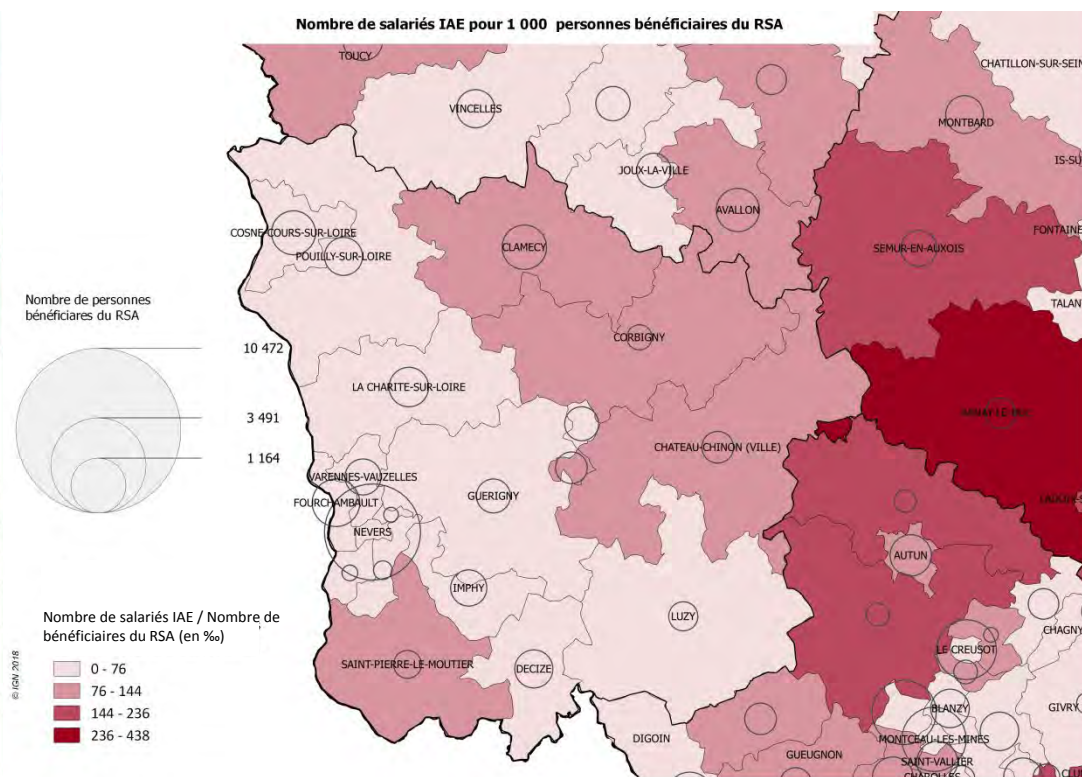 Nombre de salariés IAE pour 1 000 personnes bénéficiaires du RSA
TOUCY
CHATILLON-SUR-SEIN
VINCELLES
MONTBARD
IS-SU
JOUX-LA-VILLE
AVALLON
COSNE-COURS-SUR-LOIRE
FONTAINE
CLAMECY
SEMUR-EN-AUXOIS
POUILLY-SUR-LOIRE
Nombre de personnes
bénéficiaires du RSA
TALAN
10 472
CORBIGNY
LA CHARITE-SUR-LOIRE
3 491
1 164
CHATEAU-CHINON (VILLE)
VARENNES-VAUZELLES
GUERIGNY
FOURCHAMBAULT
NEVERS
AUTUN
IMPHY
Nombre de salariés IAE / Nombre de
bénéficiaires du RSA (en ‰)
LUZY
CHAGNY
0 - 76
LE CREUSOT
SAINT-PIERRE-LE-MOUTIER
DECIZE
76 - 144
144 - 236
BLANZY
GIVRY
236 - 438
DIGOIN
MONTCEAU-LES-MINES
GUEUGNON
SAINT-VALLIER
© IGN 2018